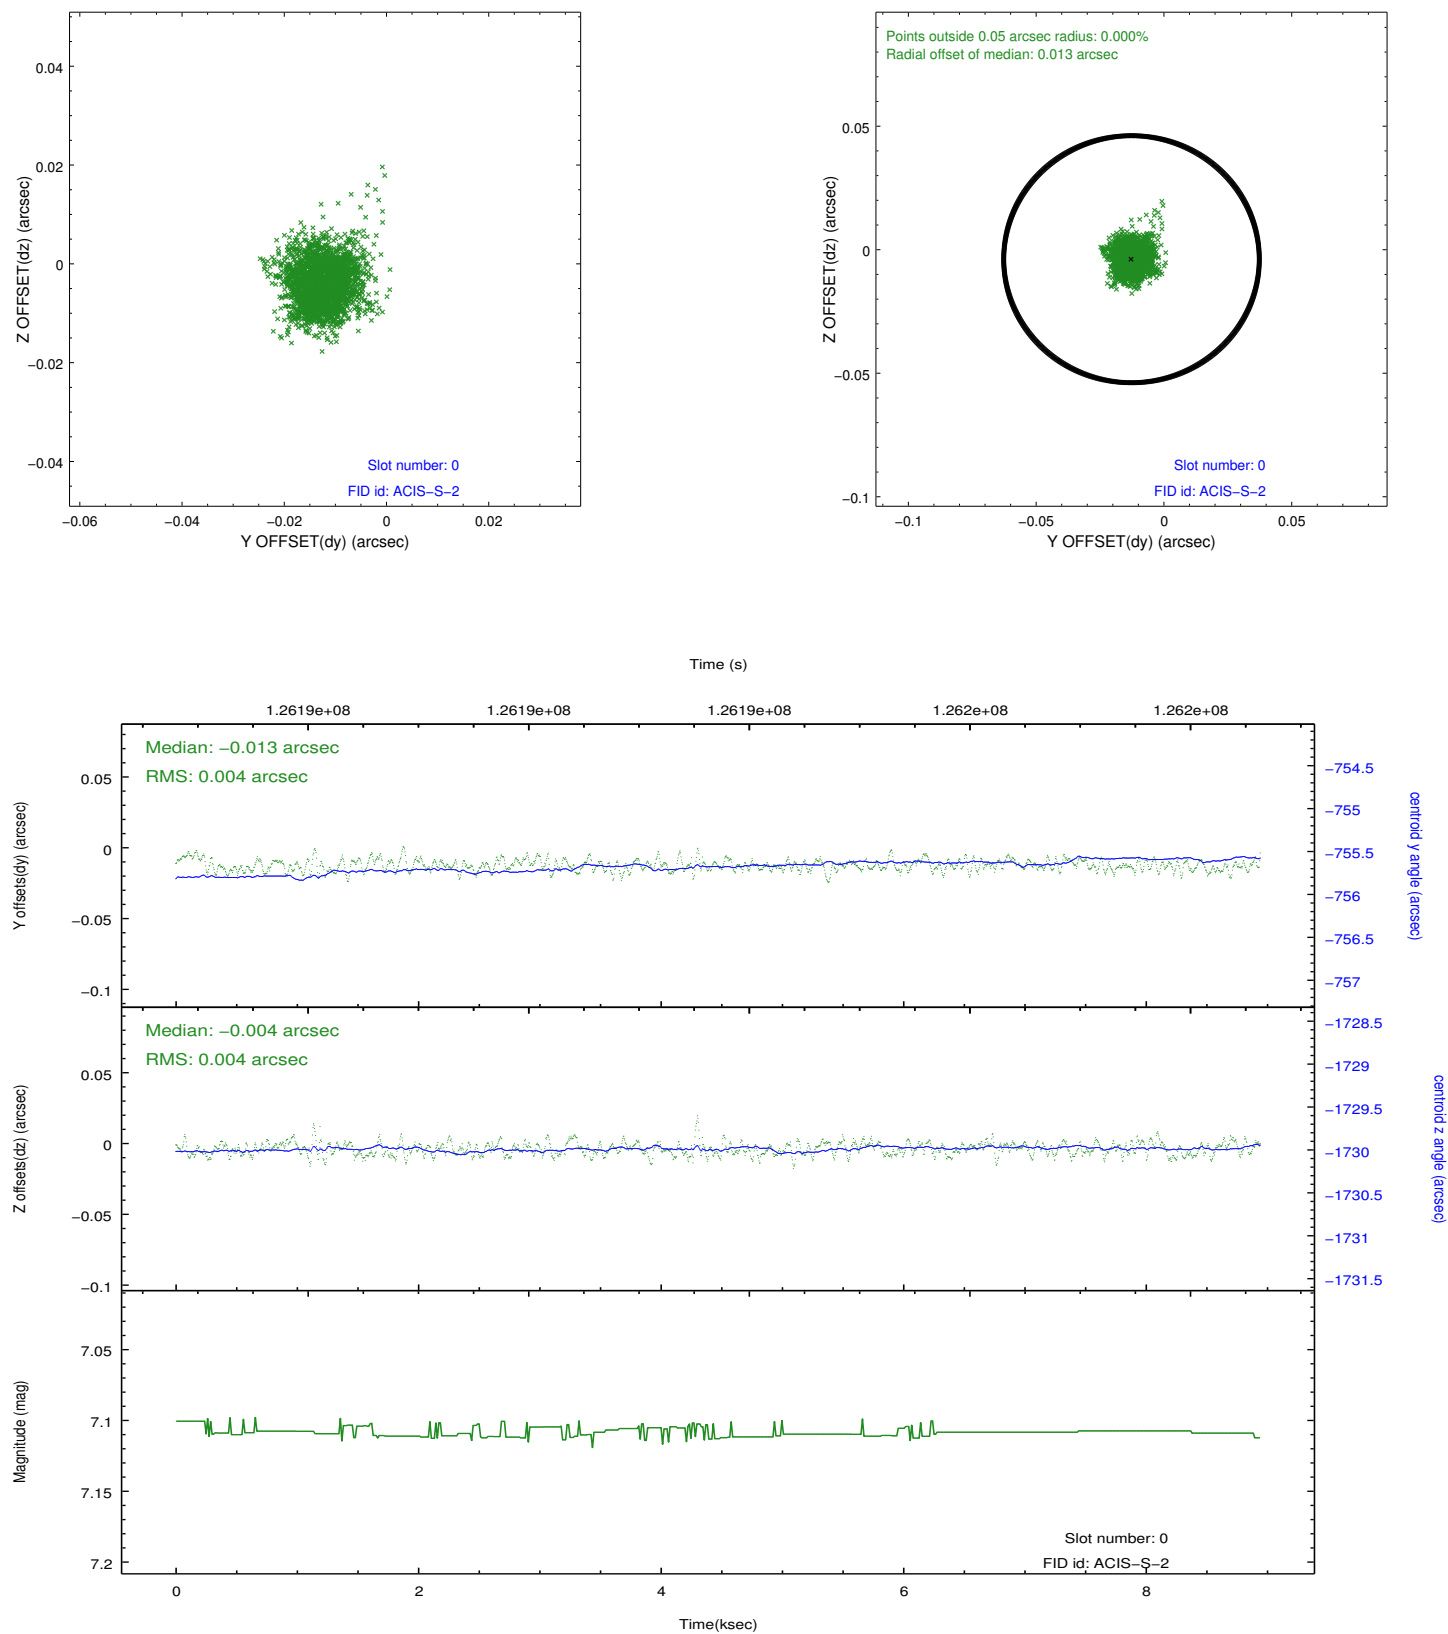 0.04
0.02
0
−0.02
−0.04
Z OFFSET(dz) (arcsec)
Slot number: 0
FID id: ACIS−S−2
−0.06
−0.04
−0.02
0
0.02
Y OFFSET(dy) (arcsec)
Points outside 0.05 arcsec radius: 0.000%
Radial offset of median: 0.013 arcsec
0.05
0
−0.05
−0.1
Z OFFSET(dz) (arcsec)
Slot number: 0
FID id: ACIS−S−2
−0.1
−0.05
0
0.05
Y OFFSET(dy) (arcsec)
Time (s)
1.2619e+08
1.2619e+08
1.2619e+08
1.262e+08
1.262e+08
Median: −0.013 arcsec
RMS: 0.004 arcsec
0.05
0
−0.05
−0.1
Y offsets(dy) (arcsec)
−754.5
−755
−755.5
−756
−756.5
−757
centroid y angle (arcsec)
Median: −0.004 arcsec
RMS: 0.004 arcsec
0.05
0
−0.05
−0.1
Z offsets(dz) (arcsec)
−1728.5
−1729
−1729.5
−1730
−1730.5
−1731
−1731.5
centroid z angle (arcsec)
7.05
7.1
7.15
7.2
Magnitude (mag)
Slot number: 0
FID id: ACIS−S−2
0
2
4
6
8
Time(ksec)